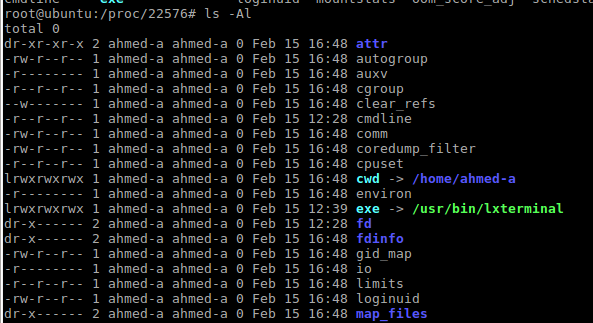 root@ubuntu:/proc/22576# ls -Al
total 0
dr-xr-xr-x 2 ahmed-a ahmed-a 0 Feb 15 16:48 attr
-rw-r--r-- 1 ahmed-a ahmed-a 0 Feb 15 16:48 autogroup
-r-------- 1 ahmed-a ahmed-a 0 Feb 15 16:48 auxv
-r--r--r-- 1 ahmed-a ahmed-a 0 Feb 15 16:48 cgroup
--w------- 1 ahmed-a ahmed-a 0 Feb 15 16:48 clear_refs
-r--r--r-- 1 ahmed-a ahmed-a 0 Feb 15 12:28 cmdline
-rw-r--r-- 1 ahmed-a ahmed-a 0 Feb 15 16:48 comm
-rw-r--r-- 1 ahmed-a ahmed-a 0 Feb 15 16:48 coredump_filter
-r--r--r-- 1 ahmed-a ahmed-a 0 Feb 15 16:48 cpuset
lrwxrwxrwx 1 ahmed-a ahmed-a 0 Feb 15 16:48 cwd -> /home/ahmed-a
-r-------- 1 ahmed-a ahmed-a 0 Feb 15 16:48 environ
lrwxrwxrwx 1 ahmed-a ahmed-a 0 Feb 15 12:39 exe -> /usr/bin/lxterminal
dr-x------ 2 ahmed-a ahmed-a 0 Feb 15 12:28 fd
dr-x------ 2 ahmed-a ahmed-a 0 Feb 15 16:48 fdinfo
-rw-r--r-- 1 ahmed-a ahmed-a 0 Feb 15 16:48 gid_map
-r-------- 1 ahmed-a ahmed-a 0 Feb 15 16:48 io
-r--r--r-- 1 ahmed-a ahmed-a 0 Feb 15 16:48 limits
-rw-r--r-- 1 ahmed-a ahmed-a 0 Feb 15 16:48 loginuid
dr-x------ 2 ahmed-a ahmed-a 0 Feb 15 16:48 map_files